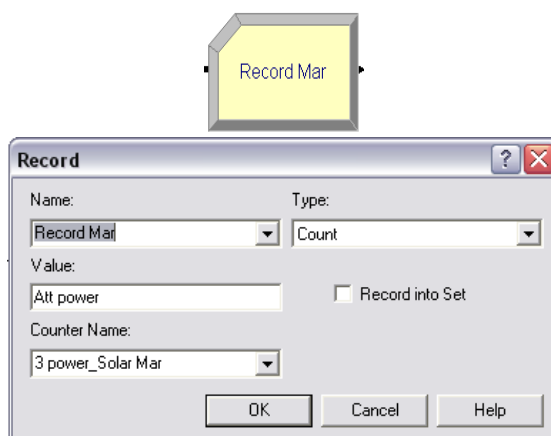 Record Mar
Record
Name: Type:
Record Mar Count
Value:
Att power Record into Set
Counter Name:
3 power_Solar Mar
OK Cancel Help